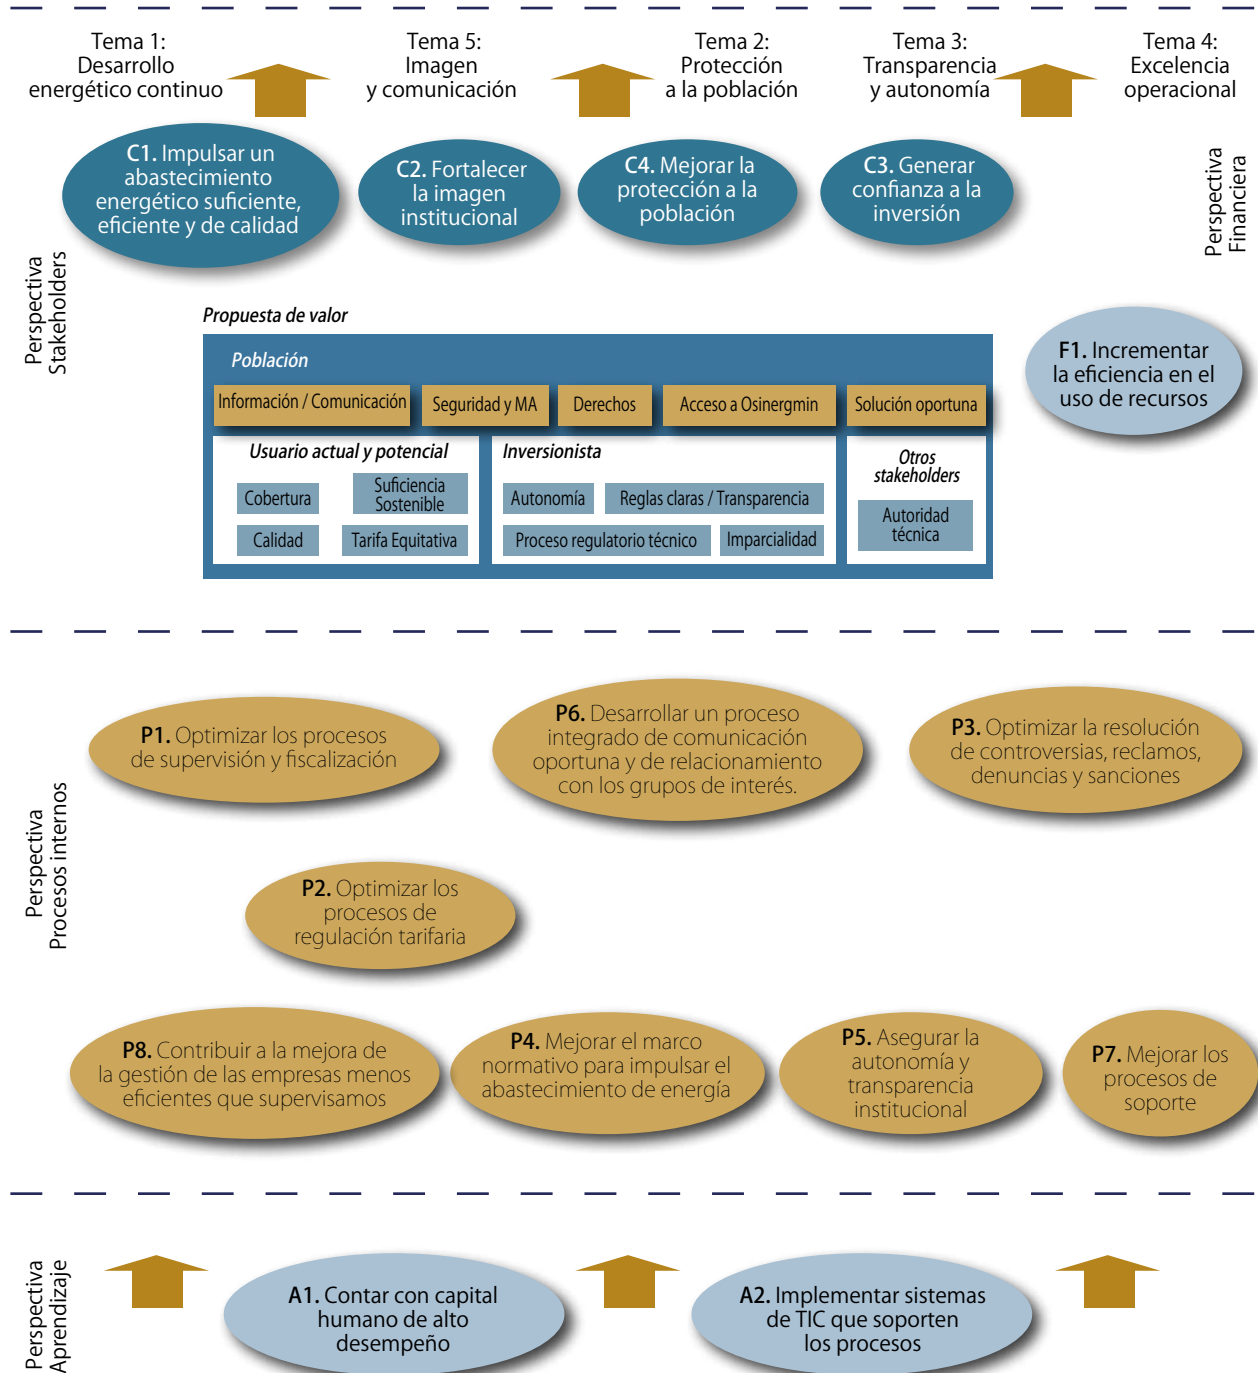 Tema 1:
Desarrollo
energético continuo
Tema 5:
Imagen
y comunicación
Tema 2:
Protección
a la población
Tema 3:
Transparencia
y autonomía
Tema 4:
Excelencia
operacional
Perspectiva
Stakeholders
C1. Impulsar un
abastecimiento
energético suficiente,
eficiente y de calidad
C2. Fortalecer
la imagen
institucional
C4. Mejorar la
protección a la
población
C3. Generar
confianza a la
inversión
Perspectiva
Financiera
F1. Incrementar
la eficiencia en el
uso de recursos
Propuesta de valor
Población
Información / Comunicación
Seguridad y MA
Derechos
Acceso a Osinergmin
Solución oportuna
Usuario actual y potencial
Cobertura
Suficiencia
Sostenible
Calidad
Tarifa Equitativa
Inversionista
Autonomía
Reglas claras / Transparencia
Proceso regulatorio técnico
Imparcialidad
Otros
stakeholders
Autoridad
técnica
Perspectiva
Procesos internos
P1. Optimizar los procesos
de supervisión y fiscalización
P6. Desarrollar un proceso
integrado de comunicación
oportuna y de relacionamiento
con los grupos de interés.
P3. Optimizar la resolución
de controversias, reclamos,
denuncias y sanciones
P2. Optimizar los
procesos de
regulación tarifaria
P8. Contribuir a la mejora de
la gestión de las empresas menos
eficientes que supervisamos
P4. Mejorar el marco
normativo para impulsar el
abastecimiento de energía
P5. Asegurar la
autonomía y
transparencia
institucional
P7. Mejorar los
procesos de
soporte
Perspectiva
Aprendizaje
A1. Contar con capital
humano de alto
desempeño
A2. Implementar sistemas
de TIC que soporten
los procesos